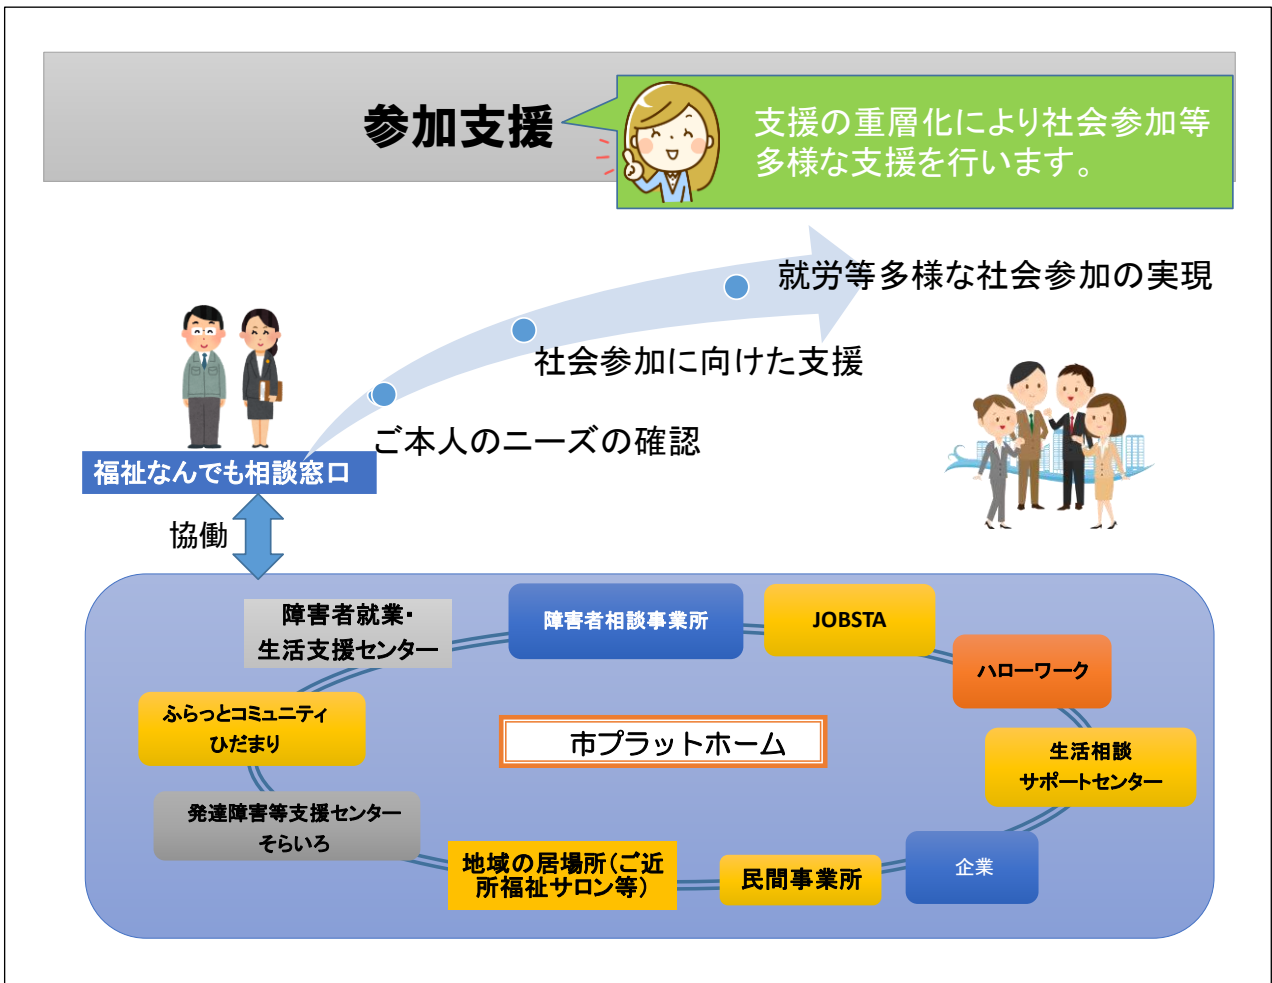 参加支援
支援の重層化により社会参加等
多様な支援を行います。
就労等多様な社会参加の実現
社会参加に向けた支援
ご本人のニーズの確認
福祉なんでも相談窓口
協働
障害者就業・
生活支援センター
障害者相談事業所
JOBSTA
ハローワーク
ふらっとコミュニティ
ひだまり
市プラットホーム
生活相談
サポートセンター
発達障害等支援センター
そらいろ
地域の居場所(ご近
所福祉サロン等)
民間事業所
企業